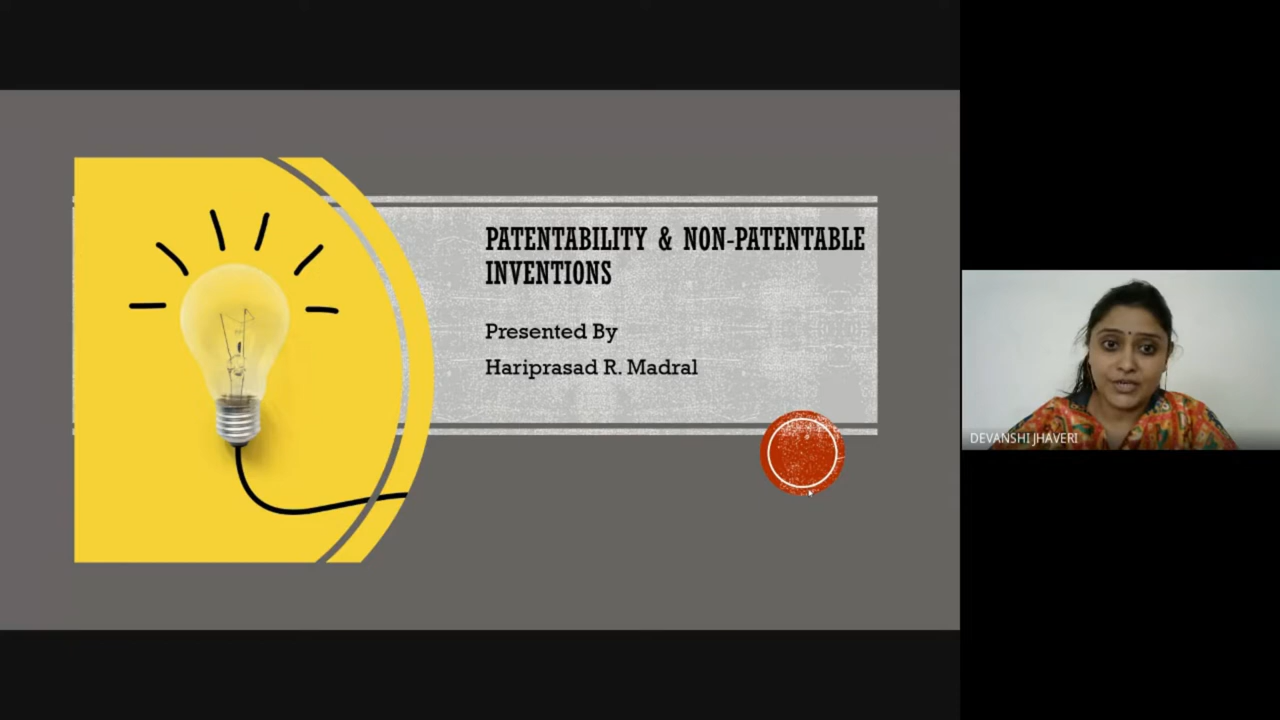 PATENTABILITY & NON-PATENTABLE
INVENTIONS
Presented By
Hariprasad R. Madral
DEVANSHI JHAVERI